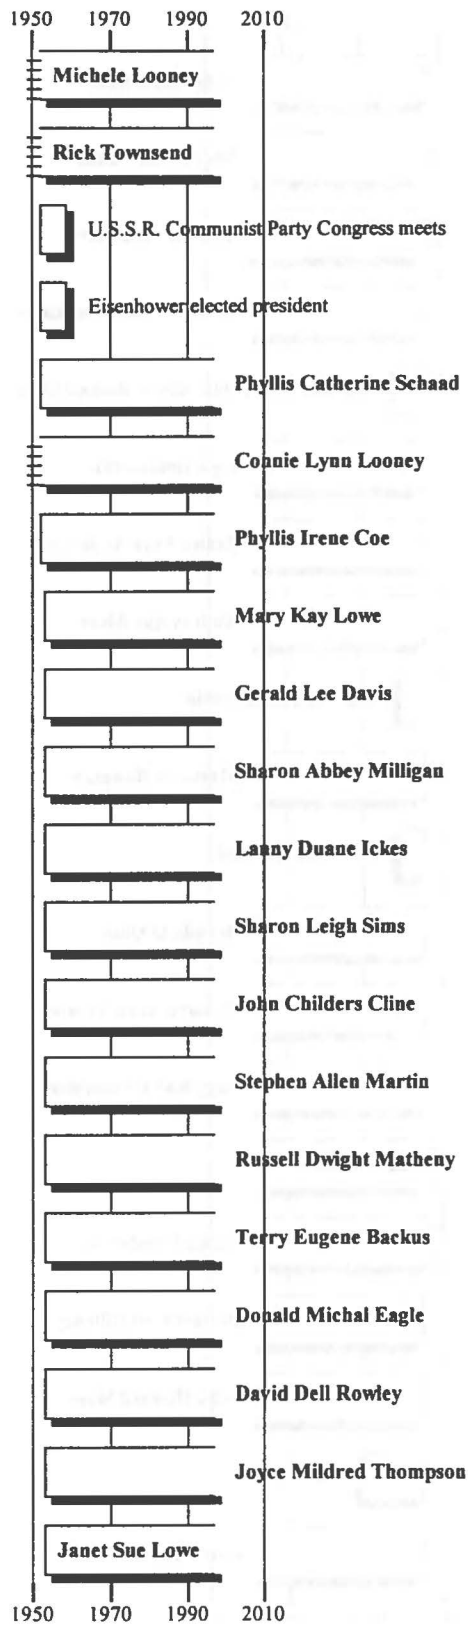 1950 1970 1990 2010
Michele Looney
Rick Townsend
U.S.S.R. Communist Party Congress meets
Eisenhower elected president
Phyllis Catherine Schaad
Connie Lynn Looney
Phyllis Irene Coe
Mary Kay Lowe
Gerald Lee Davis
Sharon Abbey Milligan
Lanny Duane Ickes
Sharon Leigh Sims
John Childers Cline
Stephen Allen Martin
Russell Dwight Matheny
Terry Eugene Backus
Donald Michal Eagle
David Dell Rowley
Joyce Mildred Thompson
Janet Sue Lowe
1950 1970 1990 2010